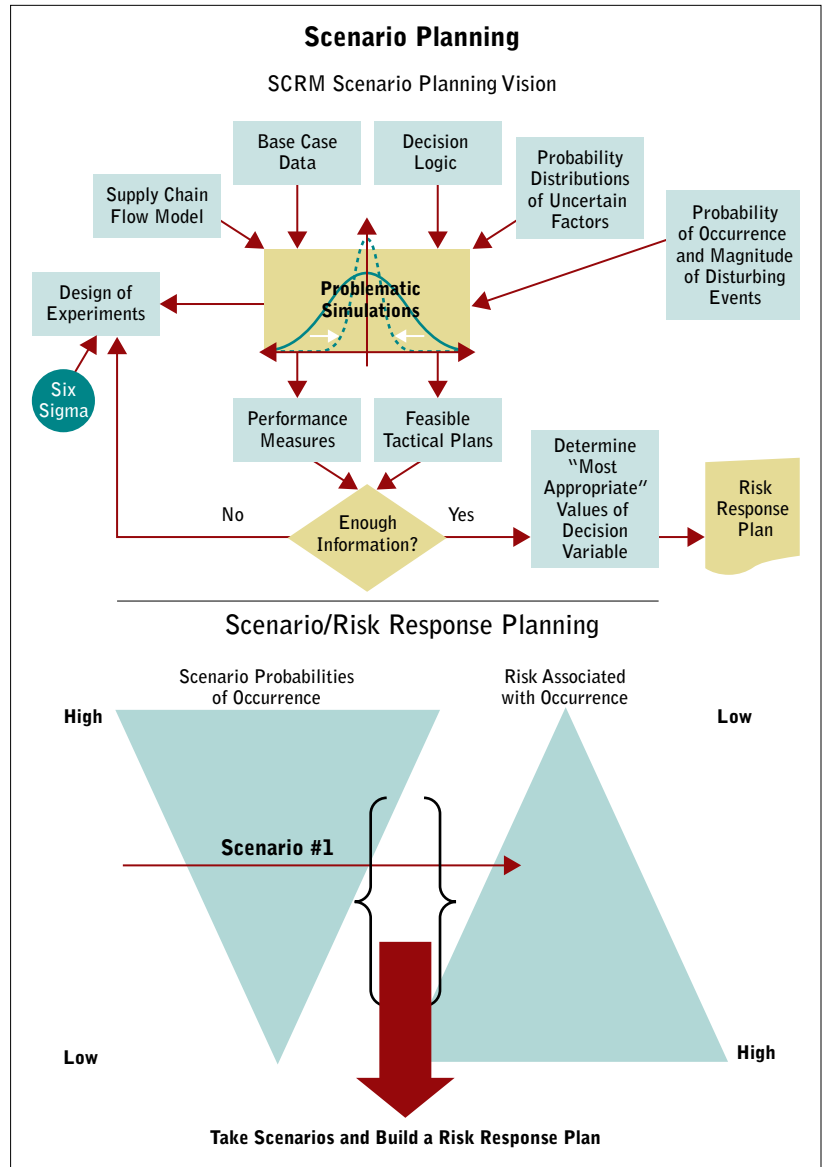 Scenario Planning
SCRM Scenario Planning Vision
Base Case
Data
Decision
Logic
Probability
Distributions
of Uncertain
Factors
Supply Chain
Flow Model
Probability
of Occurrence
and Magnitude
of Disturbing
Events
Design of
Experiments
Problematic
Simulations
Six
Sigma
Performance
Measures
Feasible
Tactical Plans
Determine
“Most
Appropriate”
Values of
Decision
Variable
Risk
Response
Plan
No
Enough
Information?
Yes
Scenario/Risk Response Planning
Scenario Probabilities
of Occurrence
Risk Associated
with Occurrence
High
Low
Scenario #1
Low
High
Take Scenarios and Build a Risk Response Plan